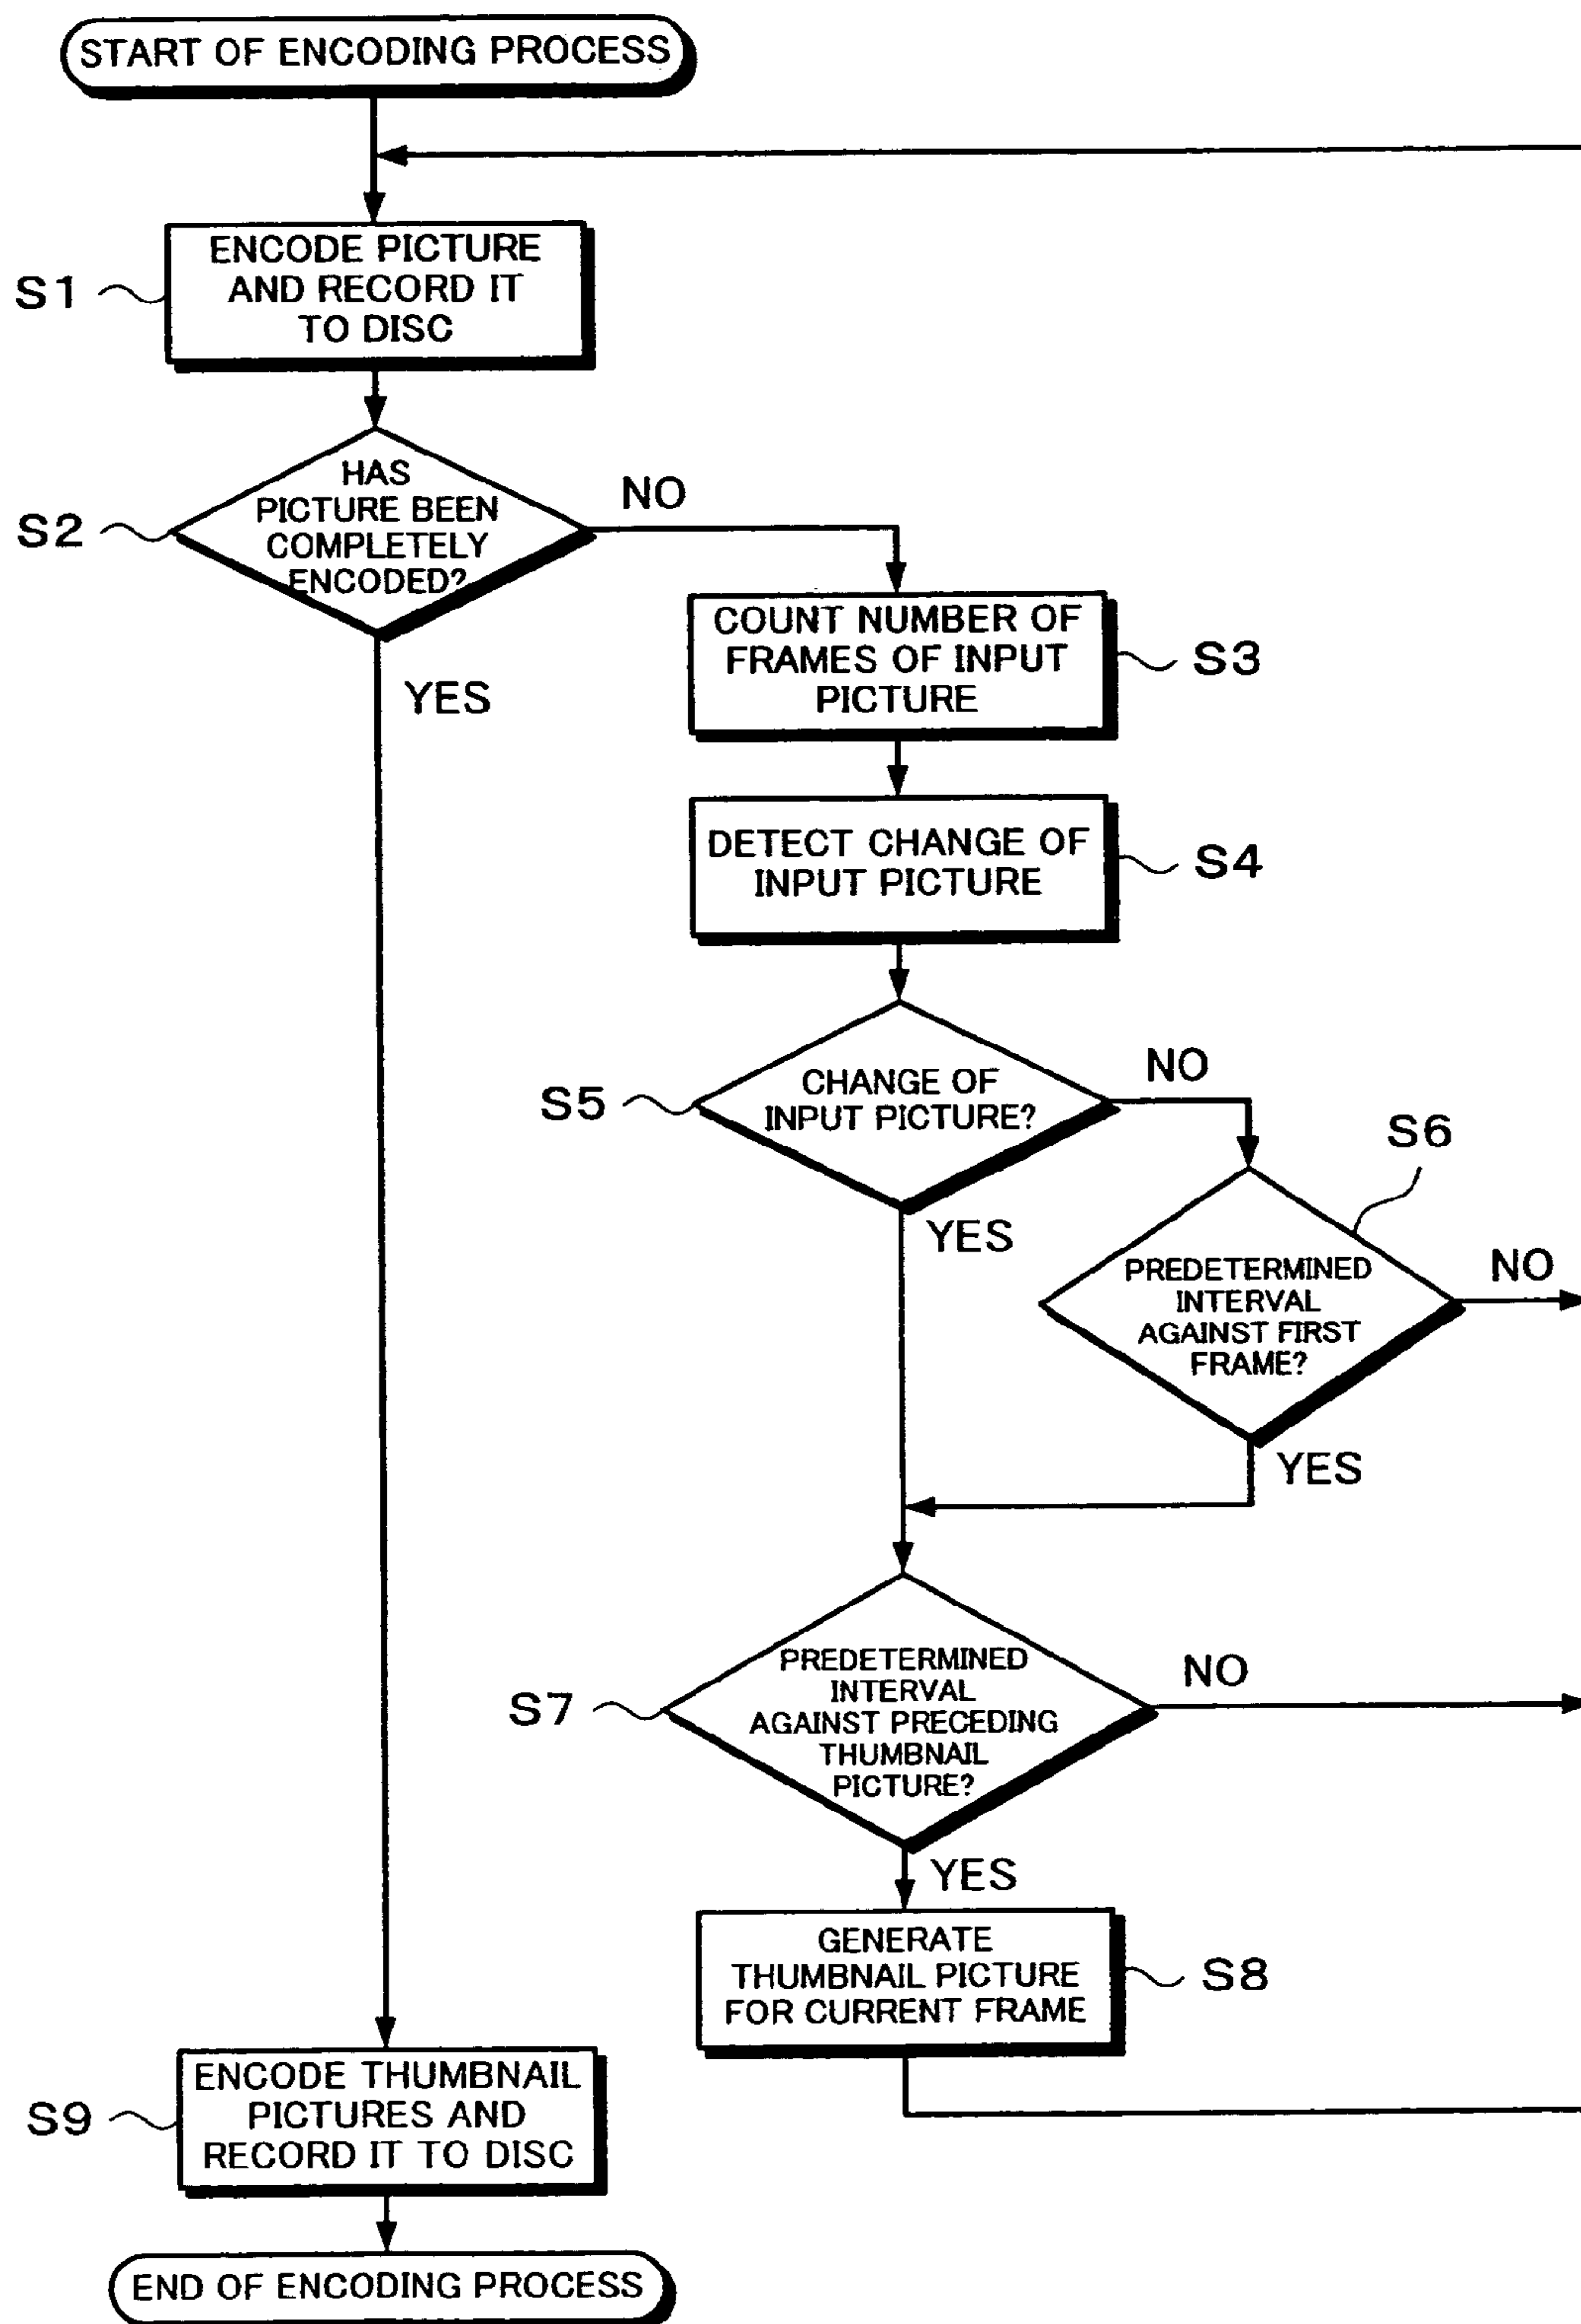 START OF ENCODING PROCESS
S1
ENCODE PICTURE
AND RECORD IT
TO DISC
S2
HAS
PICTURE BEEN
COMPLETELY
ENCODED?
NO
YES
COUNT NUMBER OF
FRAMES OF INPUT
PICTURE
S3
DETECT CHANGE OF
INPUT PICTURE
S4
S5
CHANGE OF
INPUT PICTURE?
NO
YES
S6
PREDETERMINED
INTERVAL
AGAINST FIRST
FRAME?
NO
YES
S7
PREDETERMINED
INTERVAL
AGAINST PRECEDING
THUMBNAIL
PICTURE?
NO
YES
GENERATE
THUMBNAIL PICTURE
FOR CURRENT FRAME
S8
S9
ENCODE THUMBNAIL
PICTURES AND
RECORD IT TO DISC
END OF ENCODING PROCESS